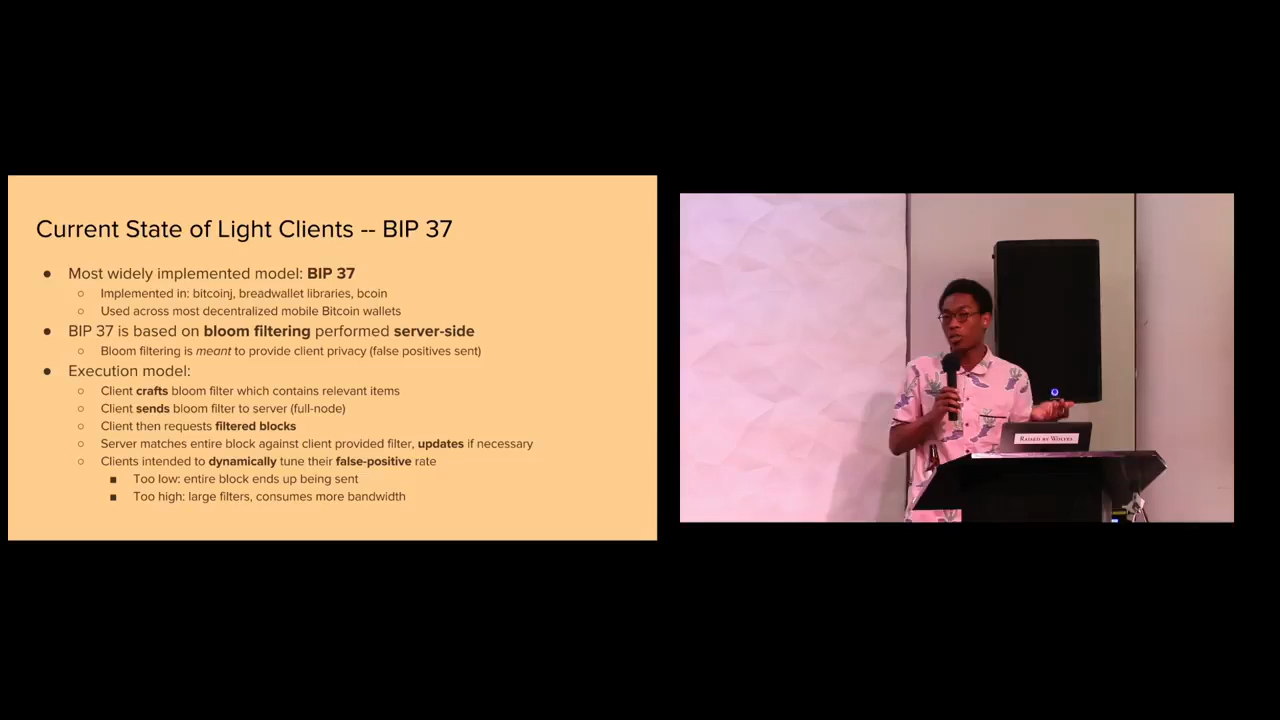 Current State of Light Clients -- BIP 37
● Most widely implemented model: BIP 37
○ Implemented in: bitcoinj, breadwallet libraries, bcoin
○ Used across most decentralized mobile Bitcoin wallets
● BIP 37 is based on bloom filtering performed server-side
○ Bloom filtering is meant to provide client privacy (false positives sent)
● Execution model:
○ Client crafts bloom filter which contains relevant items
○ Client sends bloom filter to server (full-node)
○ Client then requests filtered blocks
○ Server matches entire block against client provided filter, updates if necessary
○ Clients intended to dynamically tune their false-positive rate
■ Too low: entire block ends up being sent
■ Too high: large filters, consumes more bandwidth
RAISED BY WOLVES